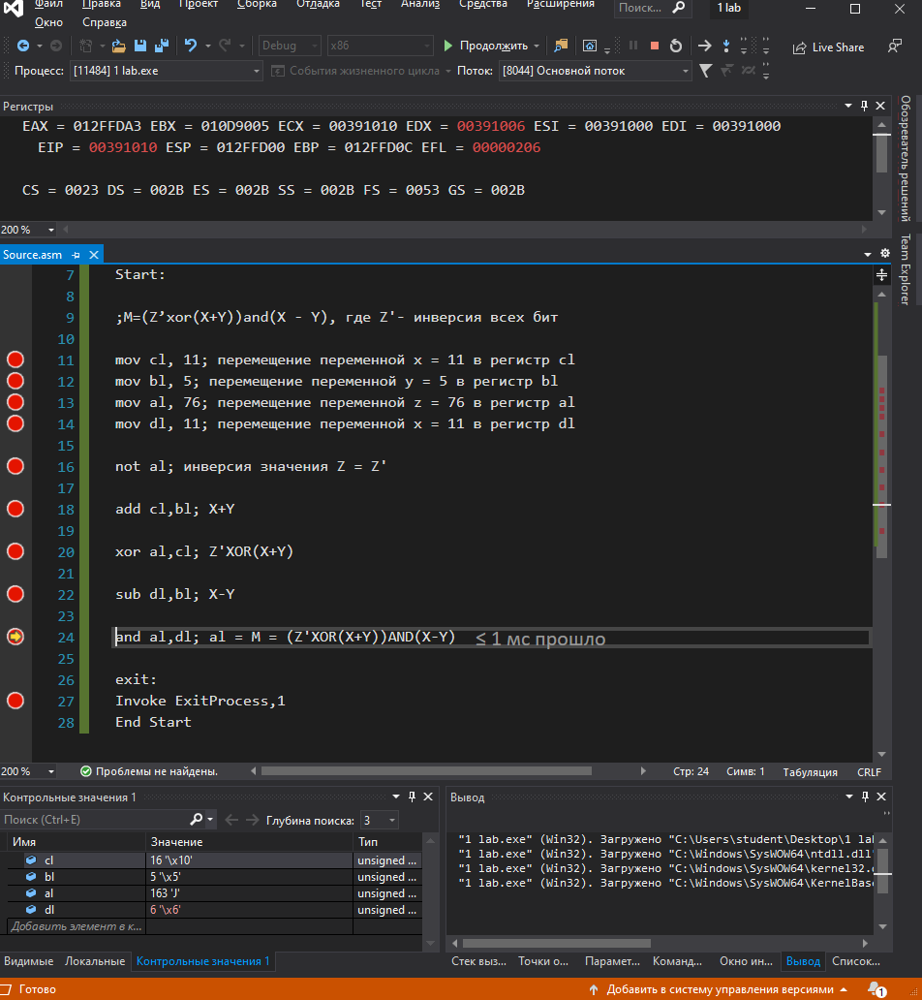 Файл Правка Вид Проект Сборка Отладка Тест Анализ Средства Расширения Поиск... 1 lab
Окно Справка
Debug x86 Продолжить Live Share
Процесс: [11484] 1 lab.exe События жизненного цикла Поток: [8044] Основной поток
Регистры
EAX = 012FFDA3 EBX = 010D9005 ECX = 00391010 EDX = 00391006 ESI = 00391000 EDI = 00391000
EIP = 00391010 ESP = 012FFD00 EBP = 012FFD0C EFL = 00000206
CS = 0023 DS = 002B ES = 002B SS = 002B FS = 0053 GS = 002B
200 %
Обозреватель решений
Team Explorer
Source.asm
7 Start:
8
9 ;M=(Z’xor(X+Y))and(X - Y), где Z'- инверсия всех бит
10
11 mov cl, 11; перемещение переменной x = 11 в регистр cl
12 mov bl, 5; перемещение переменной y = 5 в регистр bl
13 mov al, 76; перемещение переменной z = 76 в регистр al
14 mov dl, 11; перемещение переменной x = 11 в регистр dl
15
16 not al; инверсия значения Z = Z'
17
18 add cl,bl; X+Y
19
20 xor al,cl; Z'XOR(X+Y)
21
22 sub dl,bl; X-Y
23
24 and al,dl; al = M = (Z'XOR(X+Y))AND(X-Y) ≤ 1 мс прошло
25
26 exit:
27 Invoke ExitProcess,1
28 End Start
200 % Проблемы не найдены. Стр: 24 Симв: 1 Табуляция CRLF
Контрольные значения 1
Поиск (Ctrl+E) Глубина поиска: 3
Имя Значение Тип
cl 16 '\x10' unsigned ...
bl 5 '\x5' unsigned ...
al 163 'Ј' unsigned ...
dl 6 '\x6' unsigned ...
Добавить элемент в к...
Видимые Локальные Контрольные значения 1
Вывод
"1 lab.exe" (Win32). Загружено "C:\Users\student\Desktop\1 la
"1 lab.exe" (Win32). Загружено "C:\Windows\SysWOW64\ntdll.dll"
"1 lab.exe" (Win32). Загружено "C:\Windows\SysWOW64\kernel32.
"1 lab.exe" (Win32). Загружено "C:\Windows\SysWOW64\KernelBas
Стек выз... Точки о... Парамет... Команд... Окно ин... Вывод Список...
Готово Добавить в систему управления версиями 1